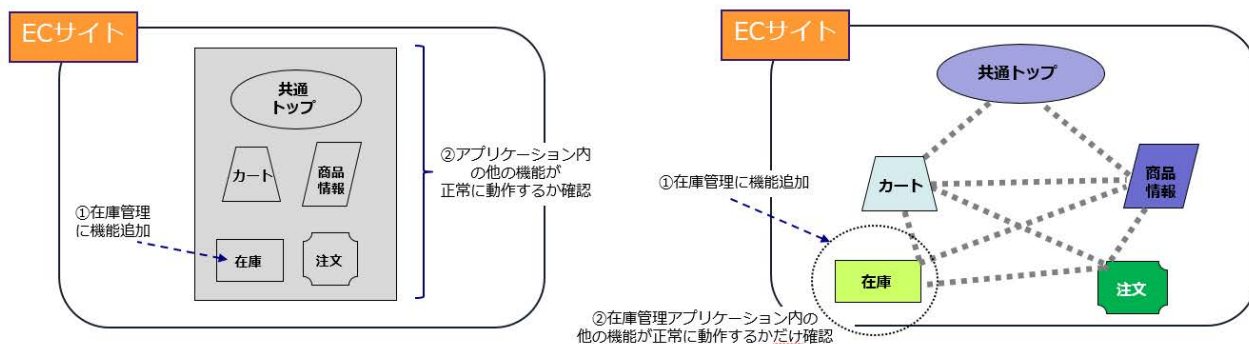 ECサイト
共通
トップ
カート
商品
情報
①在庫管理
に機能追加
在庫
注文
②アプリケーション内
の他の機能が
正常に動作するか確認
ECサイト
共通トップ
①在庫管理に機能追加
カート
商品
情報
在庫
注文
②在庫管理アプリケーション内の
他の機能が正常に動作するかだけ確認